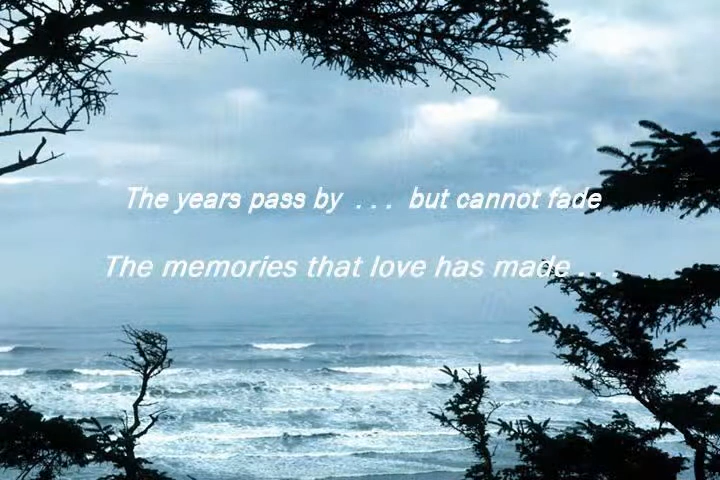 The years pass by . . . but cannot fade
The memories that love has made . . .